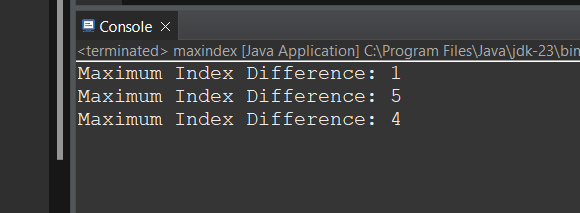 Console
<terminated> maxindex [Java Application] C:\Program Files\Java\jdk-23\bin
Maximum Index Difference: 1
Maximum Index Difference: 5
Maximum Index Difference: 4